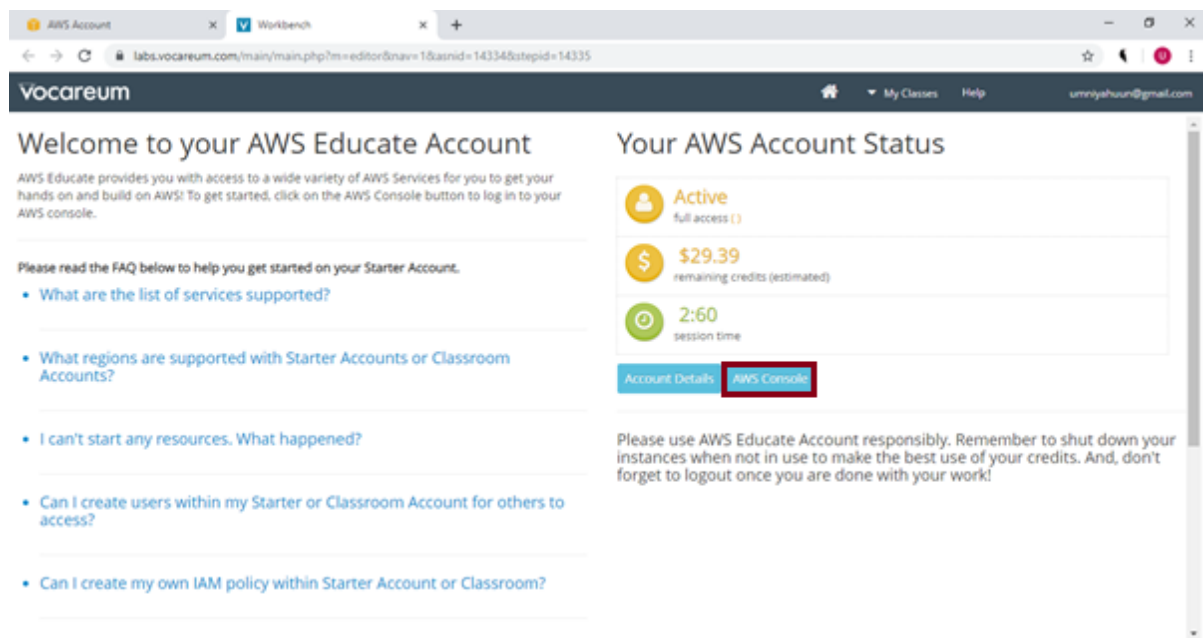 AWS Account
Workbench
labs.vocareum.com/main/main.php?m=editor&nav=1&asnid=14334&stepid=14335
U
vocareum
My Classes
Help
umniyahuun@gmail.com
Welcome to your AWS Educate Account
AWS Educate provides you with access to a wide variety of AWS Services for you to get your
hands on and build on AWS! To get started, click on the AWS Console button to log in to your
AWS console.
Please read the FAQ below to help you get started on your Starter Account.
• What are the list of services supported?
• What regions are supported with Starter Accounts or Classroom
Accounts?
• I can't start any resources. What happened?
• Can I create users within my Starter or Classroom Account for others to
access?
• Can I create my own IAM policy within Starter Account or Classroom?
Your AWS Account Status
Active
full access ( )
$
$29.39
remaining credits (estimated)
2:60
session time
Account Details
AWS Console
Please use AWS Educate Account responsibly. Remember to shut down your
instances when not in use to make the best use of your credits. And, don't
forget to logout once you are done with your work!